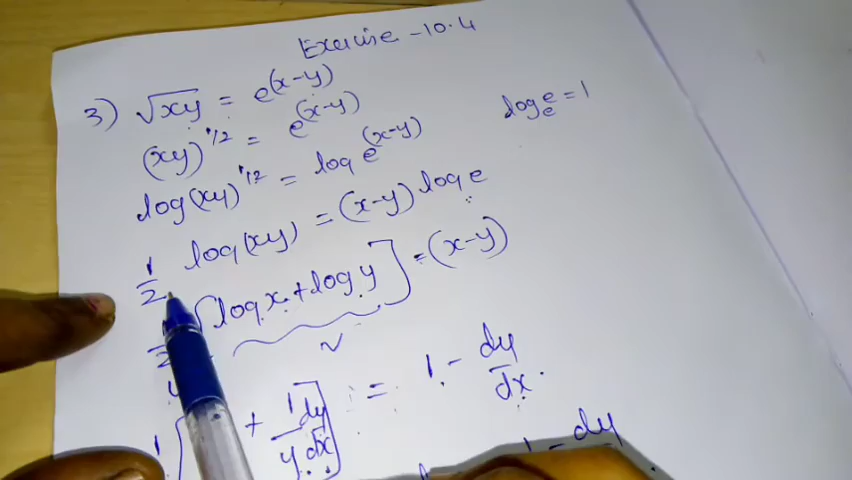 Exercise - 10.4
3) √xy = e^(x-y)
(xy)^1/2 = e^(x-y)
log(xy)^1/2 = log e^(x-y)
log_e e = 1
1/2 log(xy) = (x-y) log e
[log x + log y] = (x-y)
+ 1/y dy/dx] = 1 - dy/dx
1 - dy